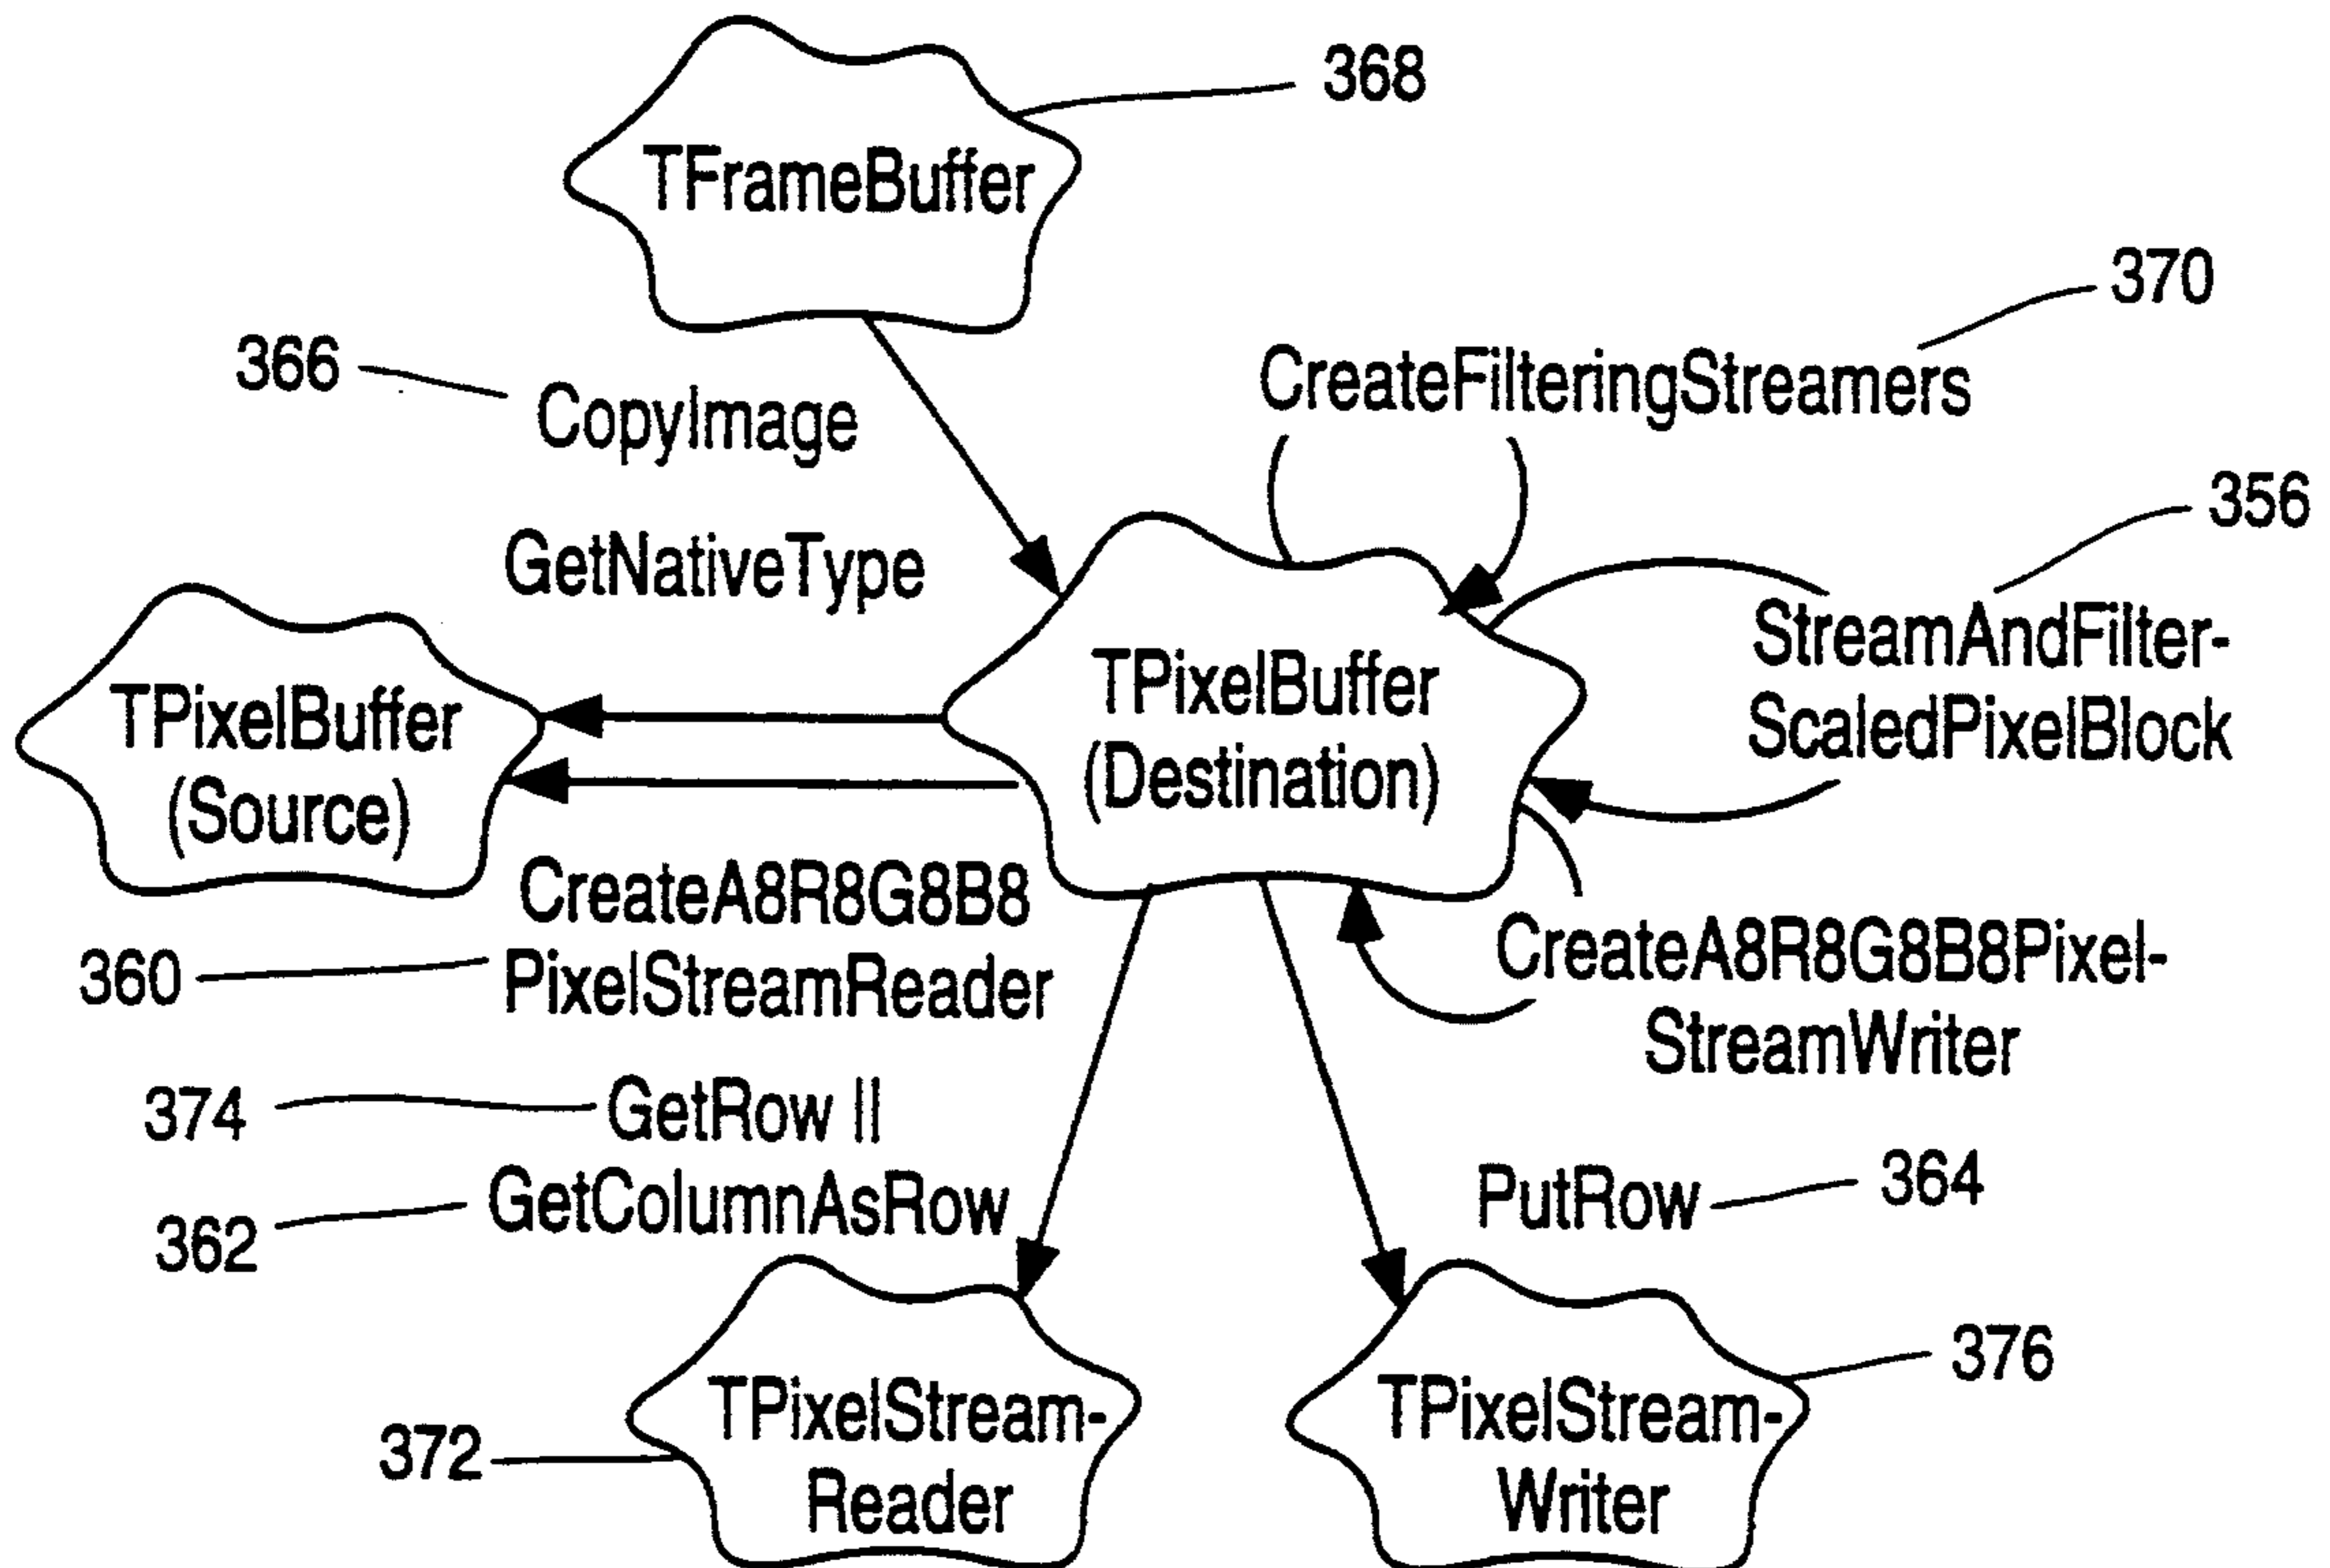 368
TFrameBuffer
370
366
CopyImage
CreateFilteringStreamers
356
GetNativeType
StreamAndFilter-
ScaledPixelBlock
TPixelBuffer
(Source)
TPixelBuffer
(Destination)
CreateA8R8G8B8
PixelStreamReader
360
CreateA8R8G8B8Pixel-
StreamWriter
374
GetRow ||
GetColumnAsRow
362
PutRow
364
376
TPixelStream-
Reader
372
TPixelStream-
Writer